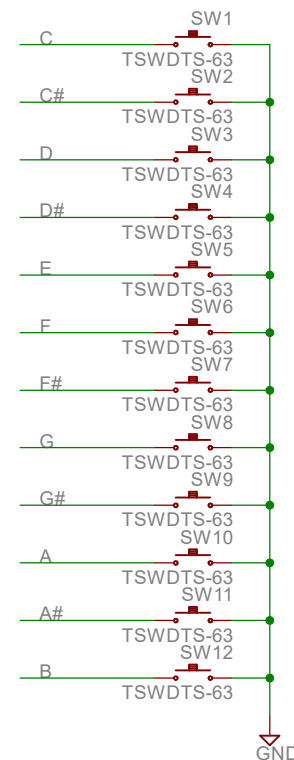 SW1
C
TSWDTS-63
SW2
C#
TSWDTS-63
SW3
D
TSWDTS-63
SW4
D#
TSWDTS-63
SW5
E
TSWDTS-63
SW6
F
TSWDTS-63
SW7
F#
TSWDTS-63
SW8
G
TSWDTS-63
SW9
G#
TSWDTS-63
SW10
A
TSWDTS-63
SW11
A#
TSWDTS-63
SW12
B
TSWDTS-63
GND